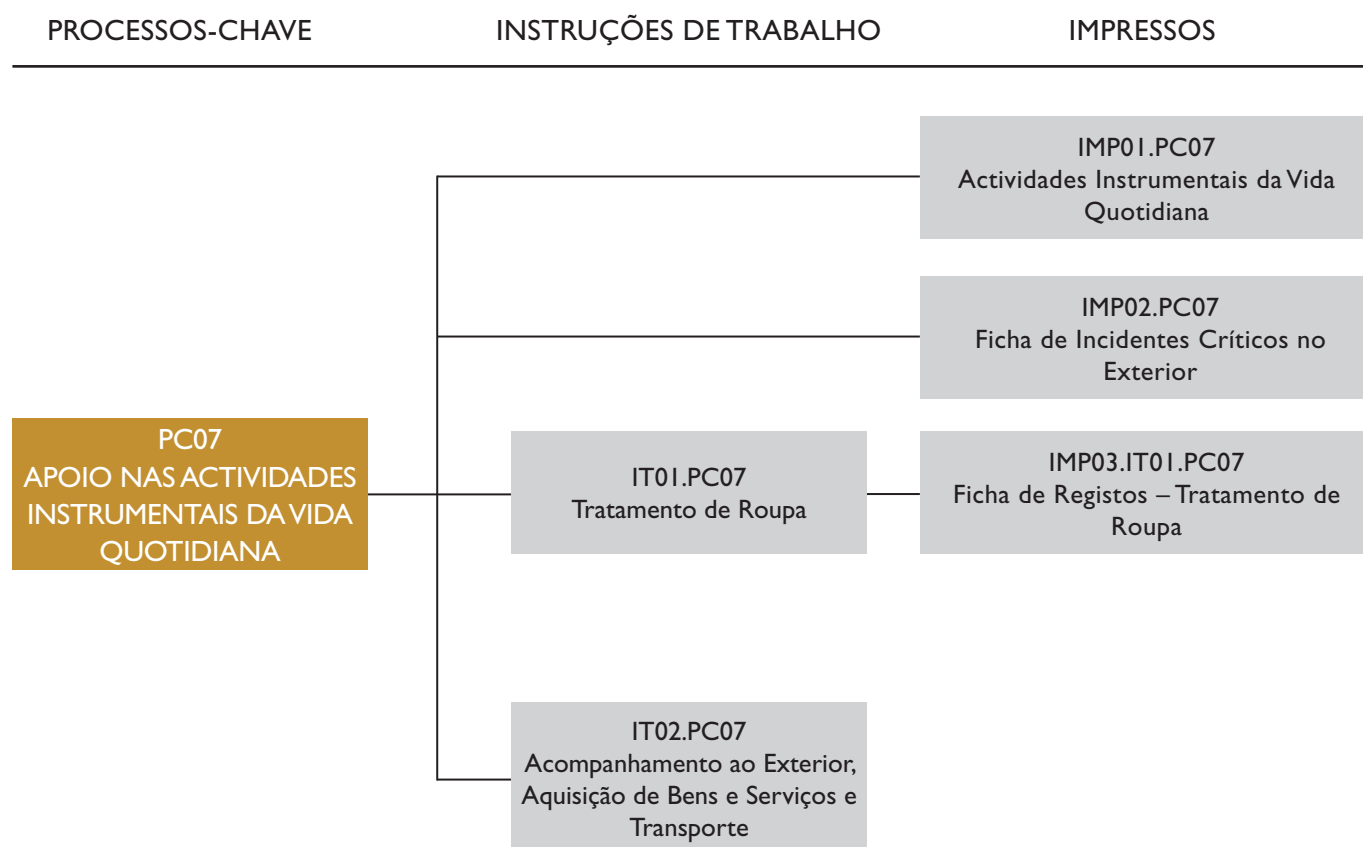 PROCESSOS-CHAVE
INSTRUÇÕES DE TRABALHO
IMPRESSOS
IMP01.PC07
Actividades Instrumentais da Vida
Quotidiana
IMP02.PC07
Ficha de Incidentes Críticos no
Exterior
PC07
APOIO NAS ACTIVIDADES
INSTRUMENTAIS DA VIDA
QUOTIDIANA
IT01.PC07
Tratamento de Roupa
IMP03.IT01.PC07
Ficha de Registos – Tratamento de
Roupa
IT02.PC07
Acompanhamento ao Exterior,
Aquisição de Bens e Serviços e
Transporte